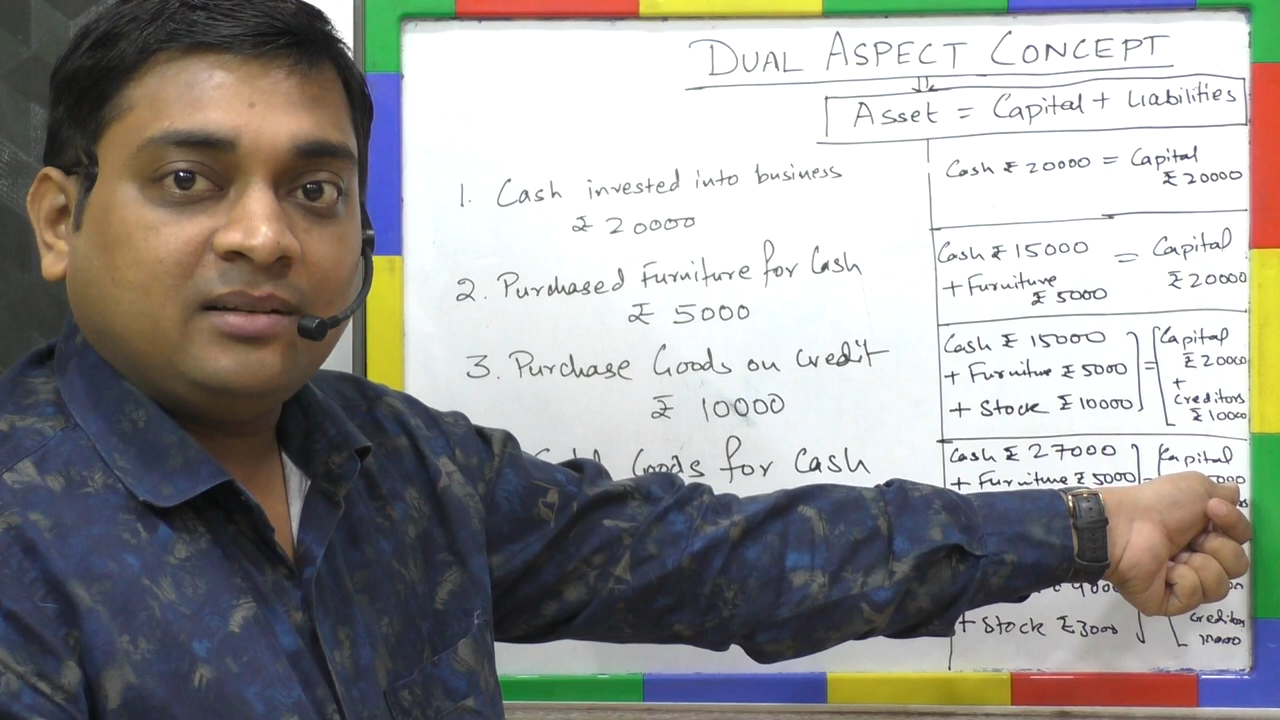 DUAL ASPECT CONCEPT
Asset = Capital + Liabilities
1. Cash invested into business
₹ 20000
2. Purchased Furniture for Cash
₹ 5000
3. Purchase Goods on Credit
₹ 10000
Goods for Cash
Cash ₹ 20000 = Capital
₹ 20000
Cash ₹ 15000 = Capital
+ Furniture ₹ 20000
₹ 5000
Cash ₹ 15000 Capital
+ Furniture ₹ 5000 = ₹ 20000
+
+ Stock ₹ 10000 Creditors
₹ 10000
Cash ₹ 27000 Capital
+ Furniture ₹ 5000
+ Stock ₹ 3000 Creditors
10000